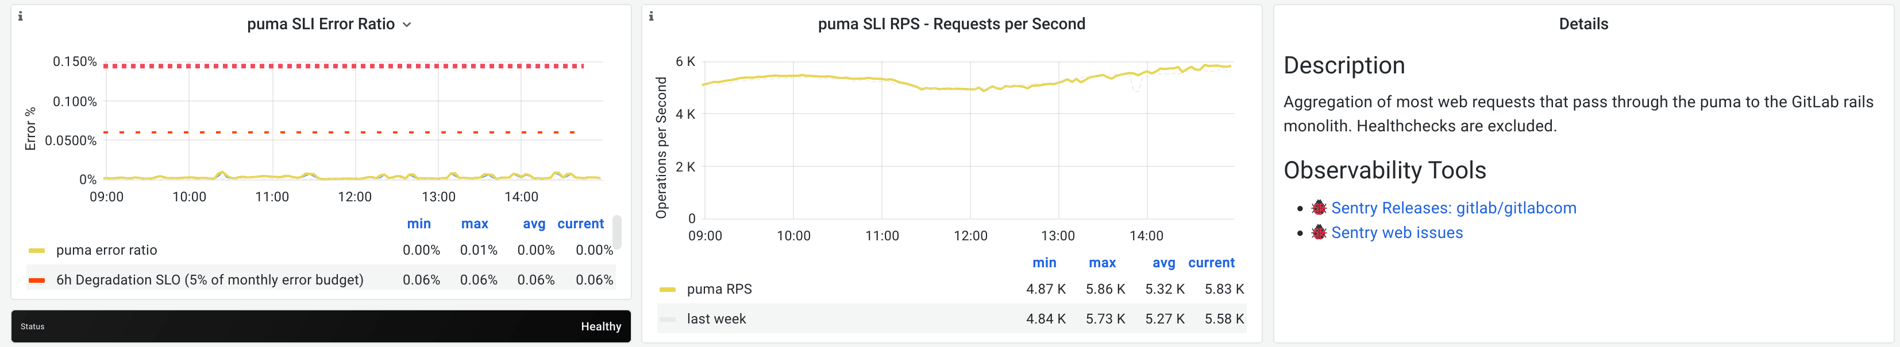 puma SLI Error Ratio
Error %
0.150%
0.100%
0.0500%
0%
09:00 10:00 11:00 12:00 13:00 14:00
min max avg current
puma error ratio 0.00% 0.01% 0.00% 0.00%
6h Degradation SLO (5% of monthly error budget) 0.06% 0.06% 0.06% 0.06%
Status Healthy
puma SLI RPS - Requests per Second
Operations per Second
6 K
4 K
2 K
0
09:00 10:00 11:00 12:00 13:00 14:00
min max avg current
puma RPS 4.87 K 5.86 K 5.32 K 5.83 K
last week 4.84 K 5.73 K 5.27 K 5.58 K
Details
Description
Aggregation of most web requests that pass through the puma to the GitLab rails
monolith. Healthchecks are excluded.
Observability Tools
• 🐞 Sentry Releases: gitlab/gitlabcom
• 🐞 Sentry web issues